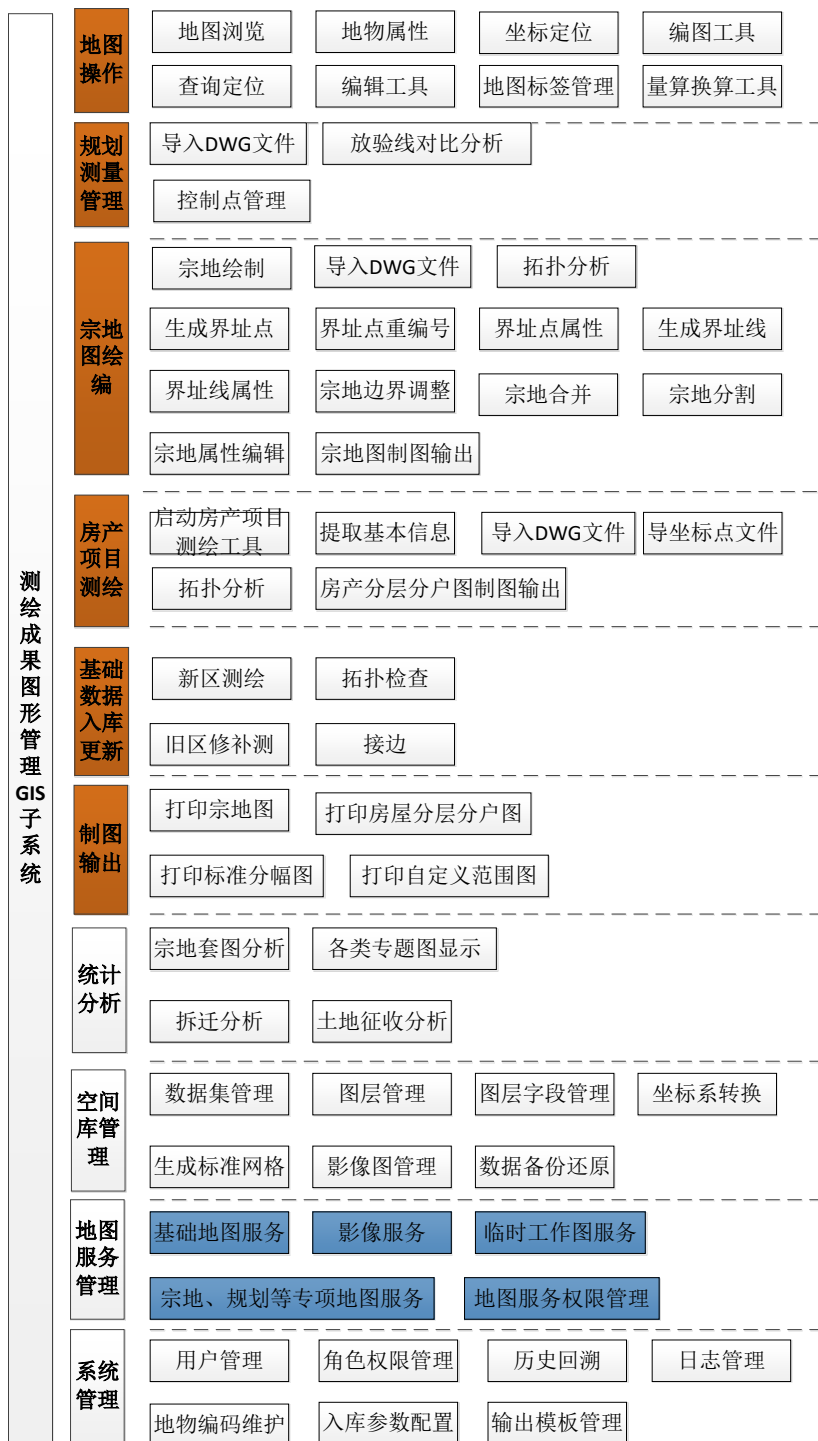 测绘成果图形管理GIS子系统
地图操作
地图浏览
地物属性
坐标定位
编图工具
查询定位
编辑工具
地图标签管理
量算换算工具
规划测量管理
导入DWG文件
放验线对比分析
控制点管理
宗地图绘编
宗地绘制
导入DWG文件
拓扑分析
生成界址点
界址点重编号
界址点属性
生成界址线
界址线属性
宗地边界调整
宗地合并
宗地分割
宗地属性编辑
宗地图制图输出
房产项目测绘
启动房产项目
测绘工具
提取基本信息
导入DWG文件
导坐标点文件
拓扑分析
房产分层分户图制图输出
基础数据入库更新
新区测绘
拓扑检查
旧区修补测
接边
制图输出
打印宗地图
打印房屋分层分户图
打印标准分幅图
打印自定义范围图
统计分析
宗地套图分析
各类专题图显示
拆迁分析
土地征收分析
空间库管理
数据集管理
图层管理
图层字段管理
坐标系转换
生成标准网格
影像图管理
数据备份还原
地图服务管理
基础地图服务
影像服务
临时工作图服务
宗地、规划等专项地图服务
地图服务权限管理
系统管理
用户管理
角色权限管理
历史回溯
日志管理
地物编码维护
入库参数配置
输出模板管理